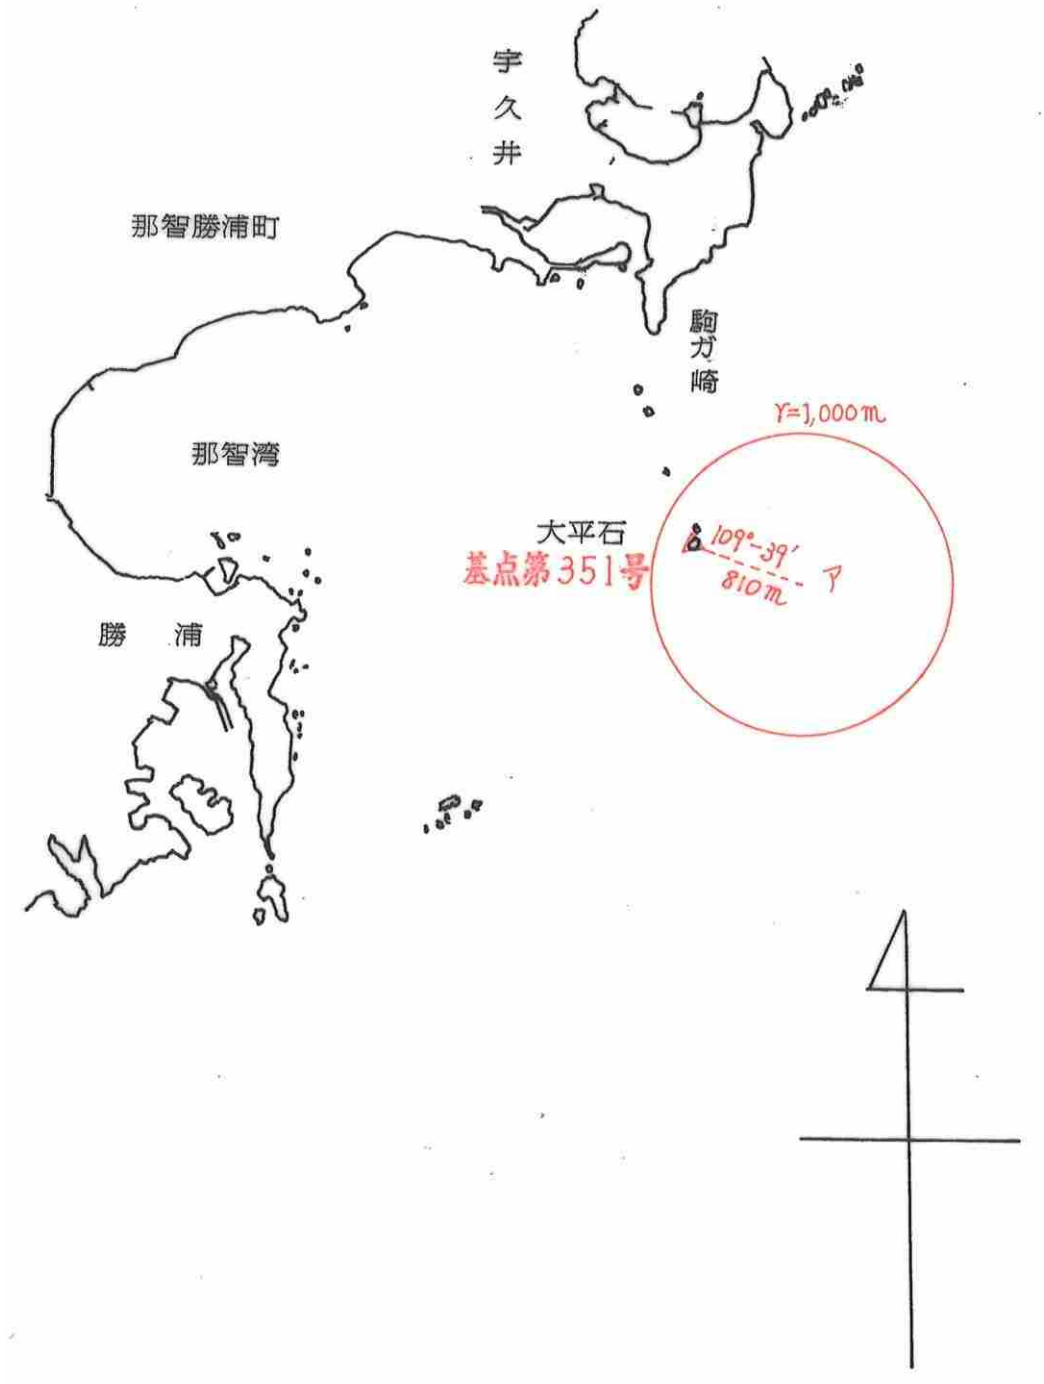 宇久井
那智勝浦町
駒ガ崎
r=1,000m
那智湾
大平石
109°-39′
基点第351号
810m
ア
勝浦